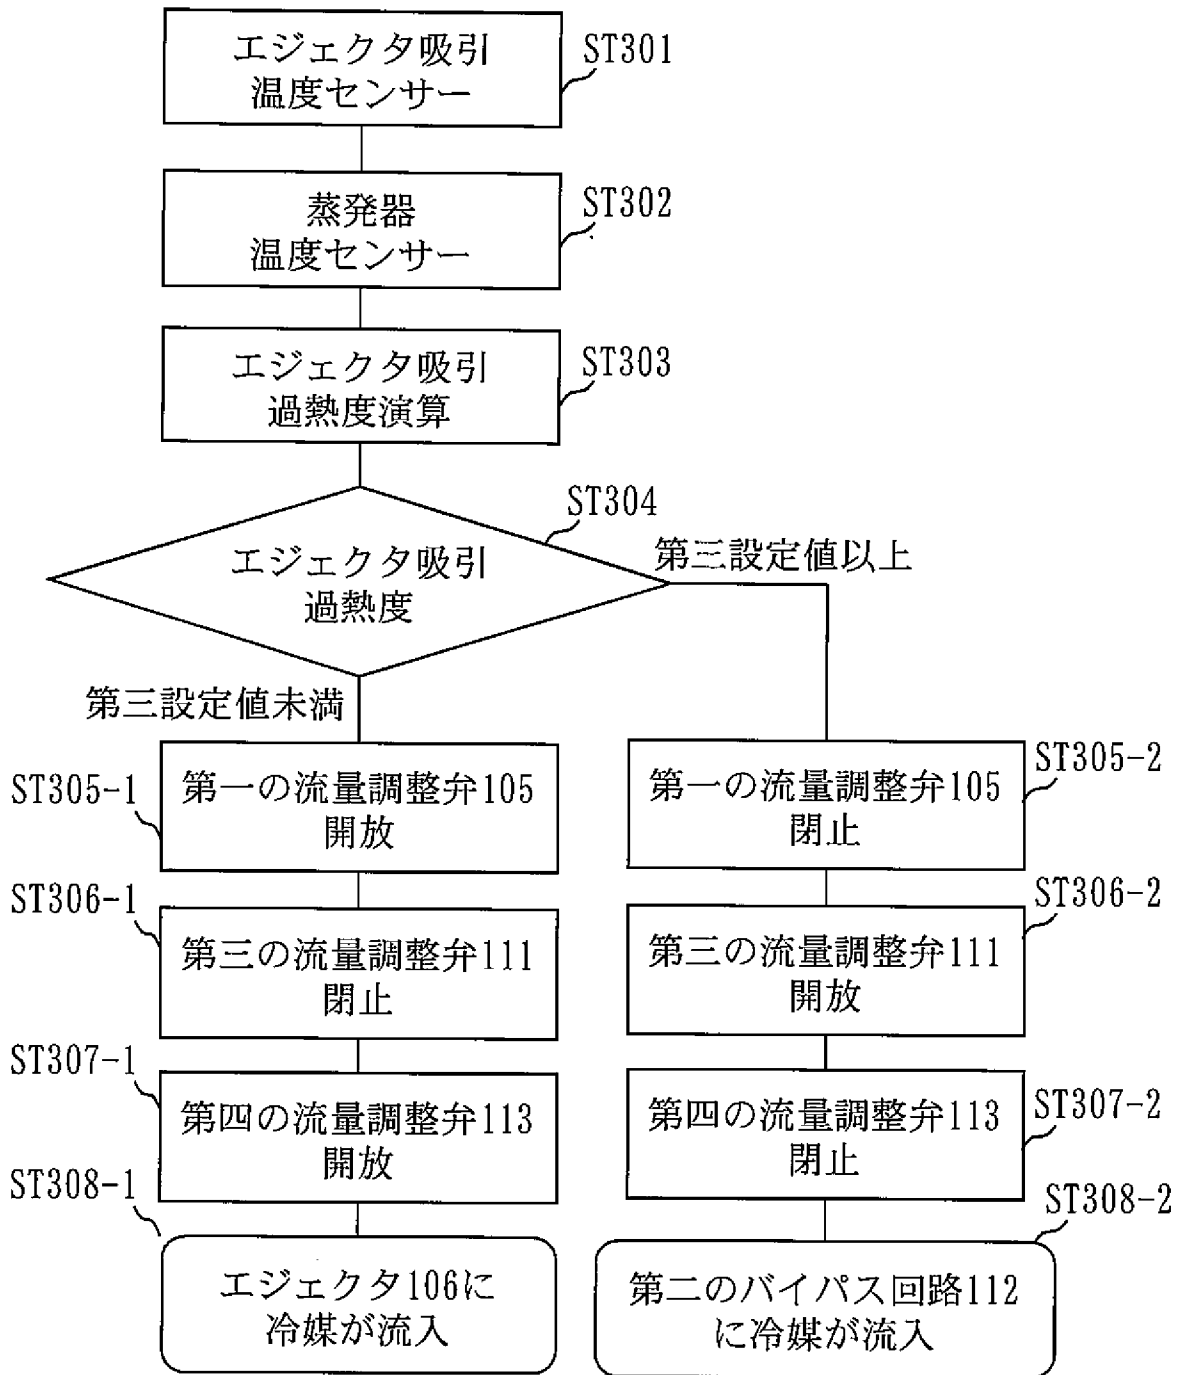 エジェクタ吸引
温度センサー
ST301
蒸発器
温度センサー
ST302
エジェクタ吸引
過熱度演算
ST303
ST304
エジェクタ吸引
過熱度
第三設定値以上
第三設定値未満
ST305-1
第一の流量調整弁105
開放
ST305-2
第一の流量調整弁105
閉止
ST306-1
第三の流量調整弁111
閉止
ST306-2
第三の流量調整弁111
開放
ST307-1
第四の流量調整弁113
開放
ST307-2
第四の流量調整弁113
閉止
ST308-1
エジェクタ106に
冷媒が流入
ST308-2
第二のバイパス回路112
に冷媒が流入